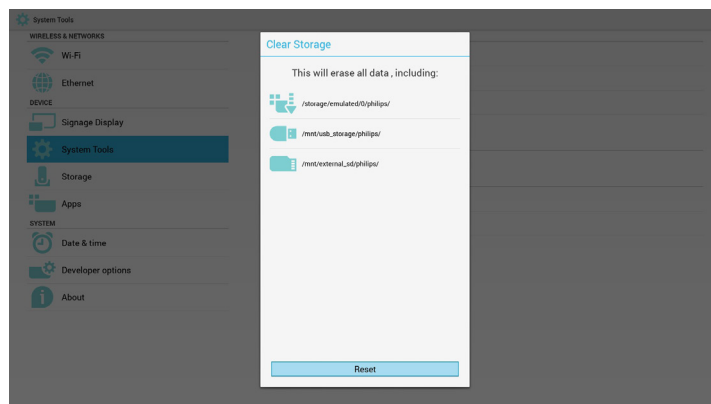 System Tools
WIRELESS & NETWORKS
Wi-Fi
Ethernet
DEVICE
Signage Display
System Tools
Storage
Apps
SYSTEM
Date & time
Developer options
About
Clear Storage
This will erase all data , including:
/storage/emulated/0/philips/
/mnt/usb_storage/philips/
/mnt/external_sd/philips/
Reset